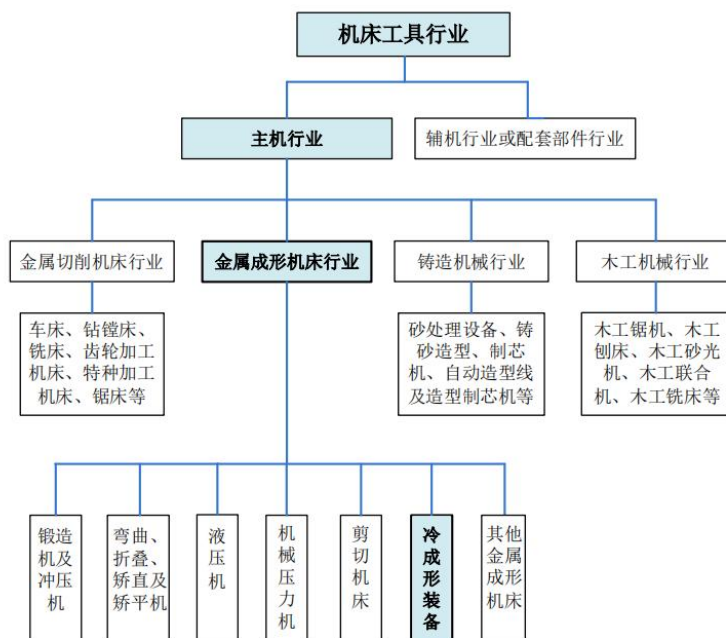 机床工具行业
主机行业
辅机行业或配套部件行业
金属切削机床行业
金属成形机床行业
铸造机械行业
木工机械行业
车床、钻镗床、
铣床、齿轮加工
机床、特种加工
机床、锯床等
砂处理设备、铸
砂造型、制芯
机、自动造型线
及造型制芯机等
木工锯机、木工
刨床、木工砂光
机、木工联合
机、木工铣床等
锻造
机及
冲压
机
弯曲、
折叠、
矫直及
矫平机
液
压
机
机
械
压
力
机
剪
切
机
床
冷
成
形
装
备
其他
金属
成形
机床